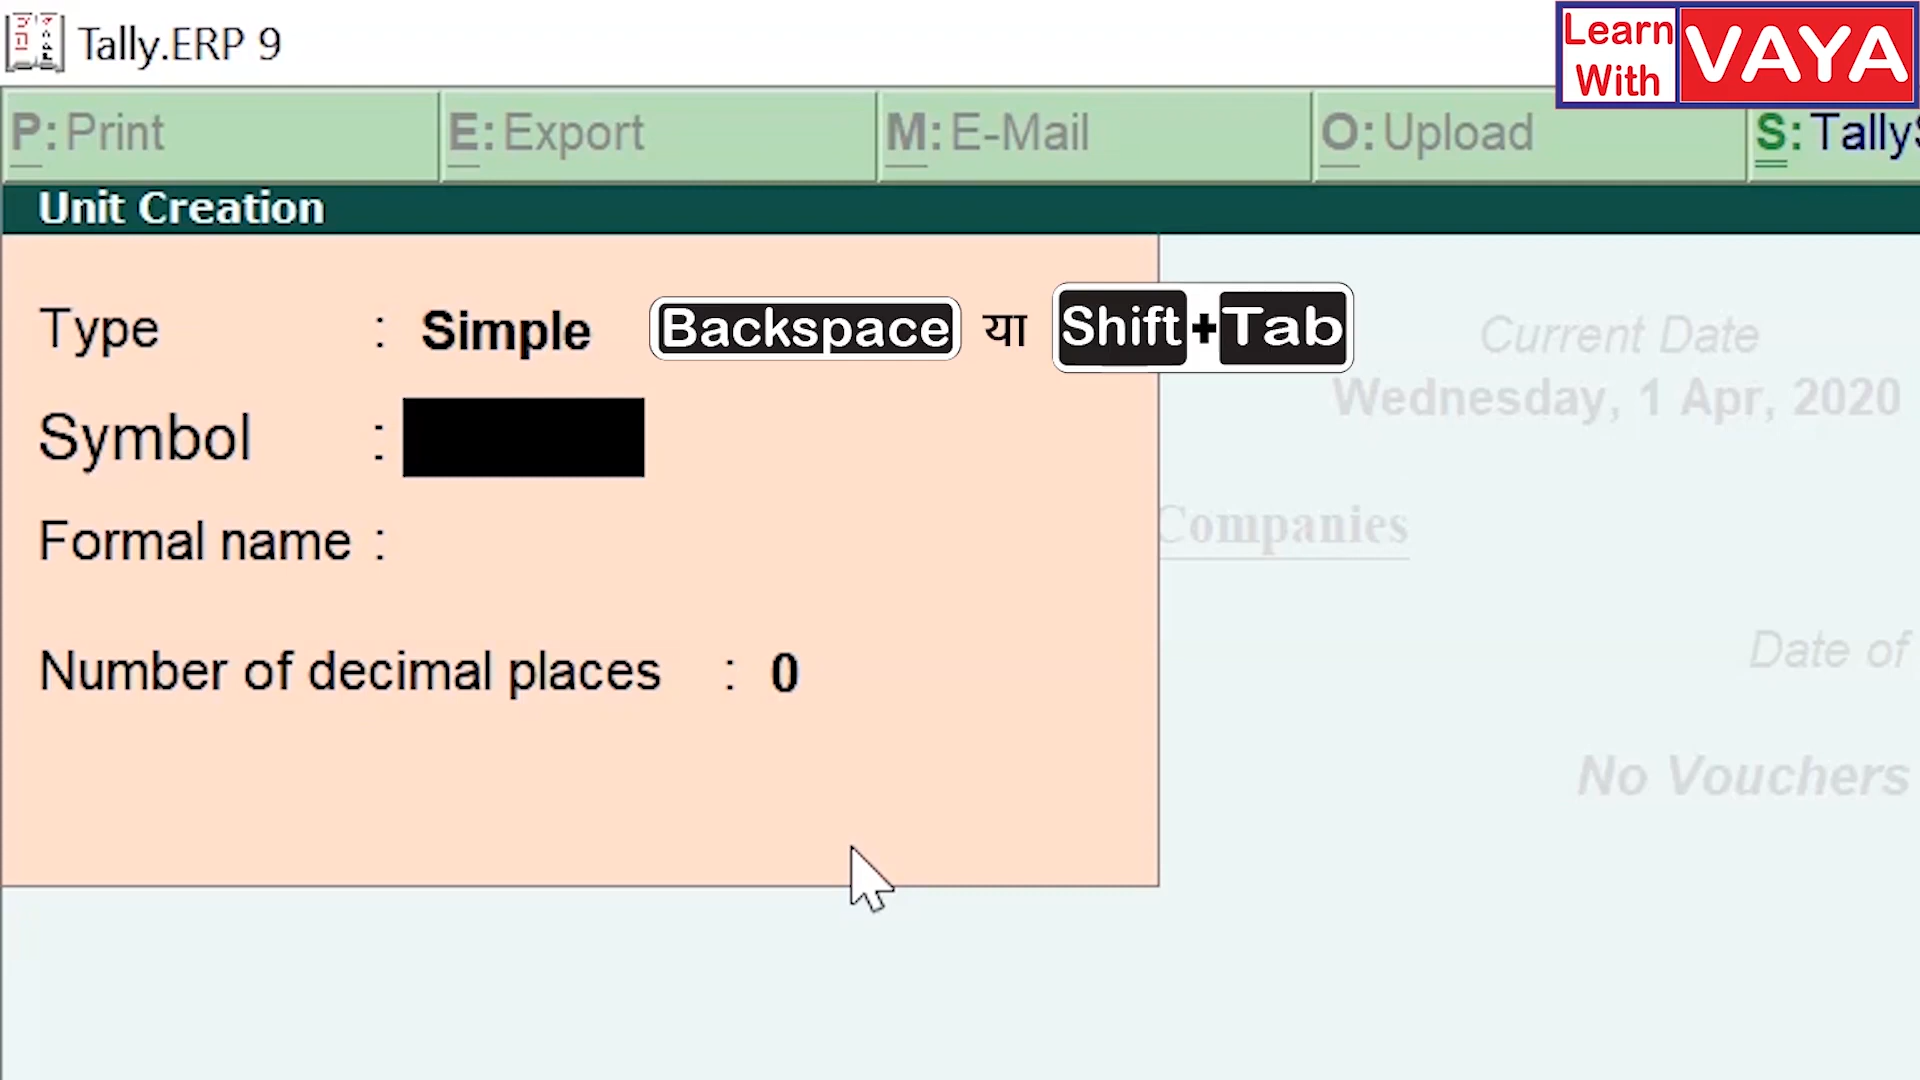 Tally.ERP 9
Learn With VAYA
P: Print E: Export M: E-Mail O: Upload S: TallyS
Unit Creation
Type : Simple Backspace या Shift+Tab
Current Date
Wednesday, 1 Apr, 2020
Symbol :
Companies
Formal name :
Date of
Number of decimal places : 0
No Vouchers